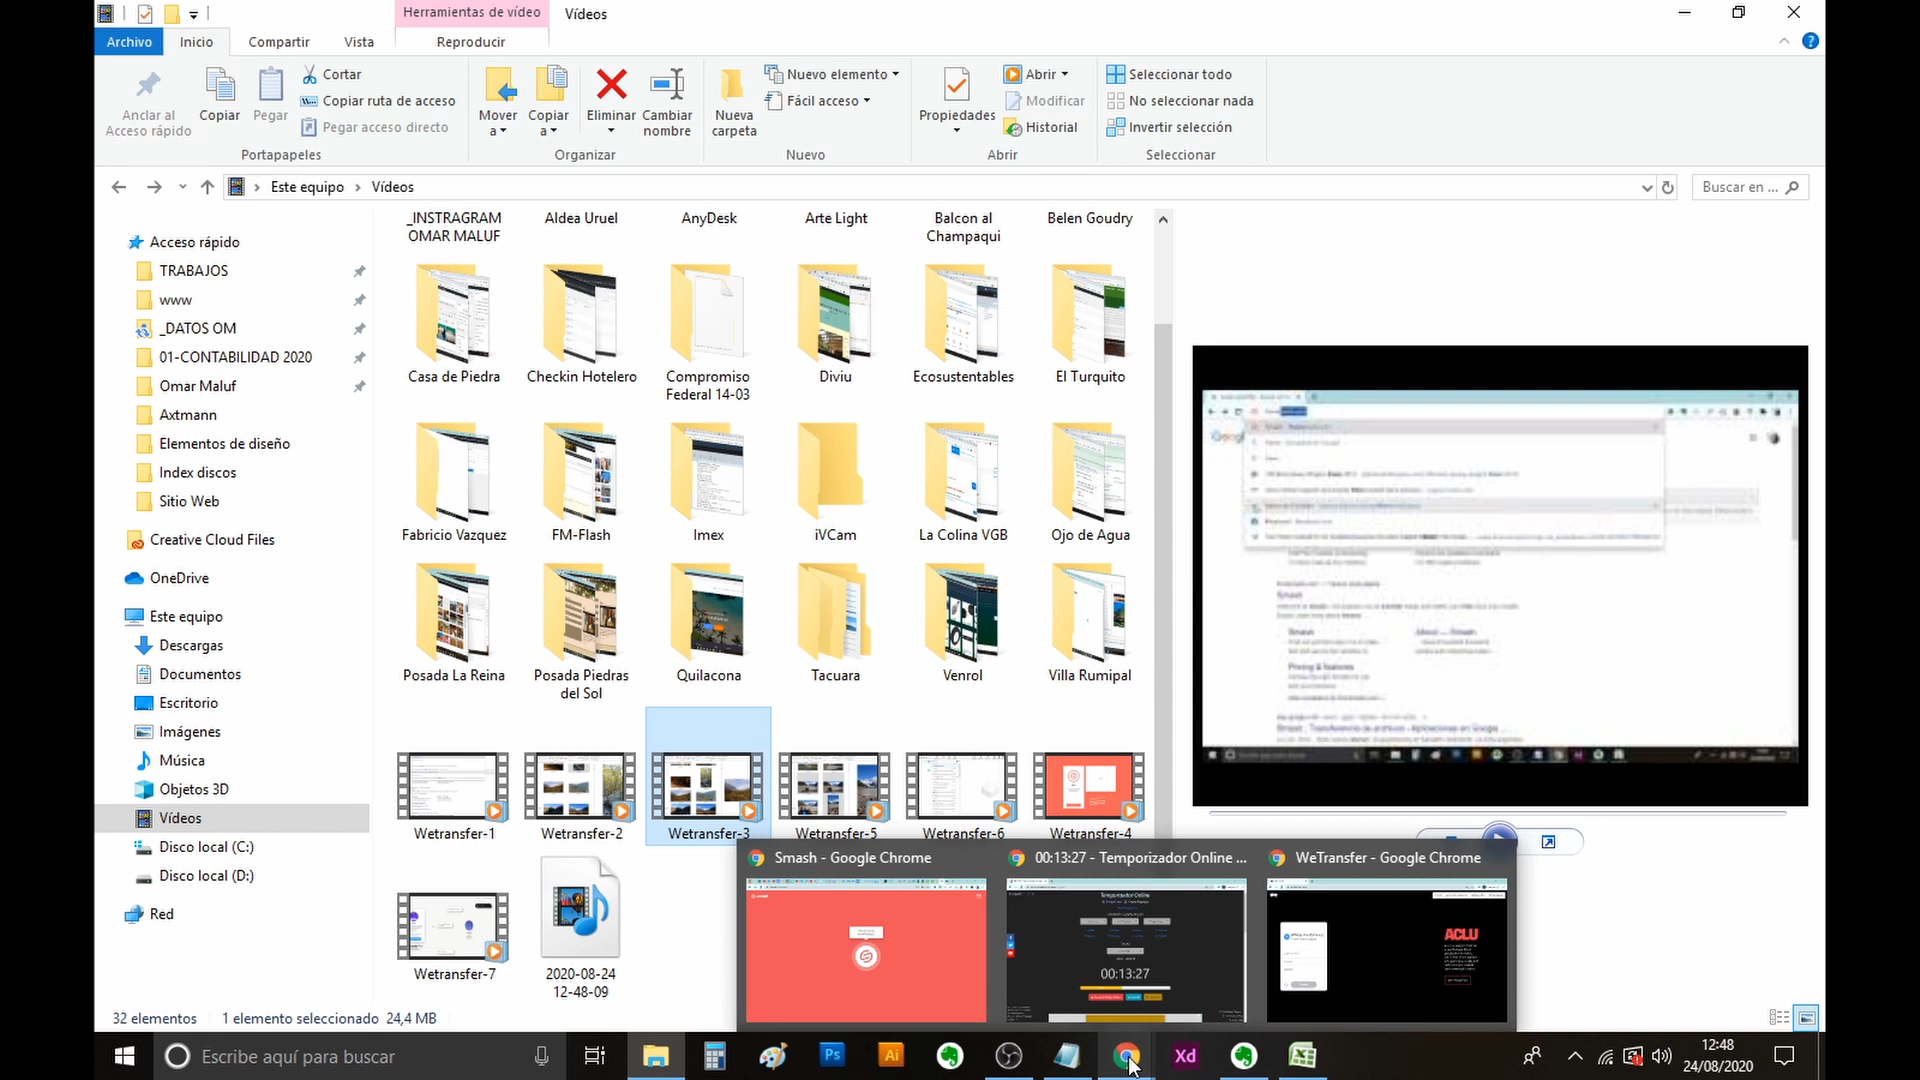 Herramientas de vídeo
Vídeos
Archivo
Inicio
Compartir
Vista
Reproducir
Anclar al
Acceso rápido
Copiar
Pegar
Cortar
Copiar ruta de acceso
Pegar acceso directo
Portapapeles
Mover
a
Copiar
a
Eliminar
Cambiar
nombre
Organizar
Nueva
carpeta
Nuevo elemento
Fácil acceso
Nuevo
Propiedades
Abrir
Modificar
Historial
Abrir
Seleccionar todo
No seleccionar nada
Invertir selección
Seleccionar
Este equipo > Vídeos
Buscar en ...
Acceso rápido
TRABAJOS
www
_DATOS OM
01-CONTABILIDAD 2020
Omar Maluf
Axtmann
Elementos de diseño
Index discos
Sitio Web
Creative Cloud Files
OneDrive
Este equipo
Descargas
Documentos
Escritorio
Imágenes
Música
Objetos 3D
Vídeos
Disco local (C:)
Disco local (D:)
Red
_INSTRAGRAM
OMAR MALUF
Aldea Uruel
AnyDesk
Arte Light
Balcon al
Champaqui
Belen Goudry
Casa de Piedra
Checkin Hotelero
Compromiso
Federal 14-03
Diviu
Ecosustentables
El Turquito
Fabricio Vazquez
FM-Flash
Imex
iVCam
La Colina VGB
Ojo de Agua
Posada La Reina
Posada Piedras
del Sol
Quilacona
Tacuara
Venrol
Villa Rumipal
Wetransfer-1
Wetransfer-2
Wetransfer-3
Wetransfer-5
Wetransfer-6
Wetransfer-4
Wetransfer-7
2020-08-24
12-48-09
Smash - Google Chrome
00:13:27 - Temporizador Online ...
WeTransfer - Google Chrome
Temporizador Online
00:13:27
ACLU
32 elementos
1 elemento seleccionado 24,4 MB
Escribe aquí para buscar
Ps
Ai
Xd
12:48
24/08/2020